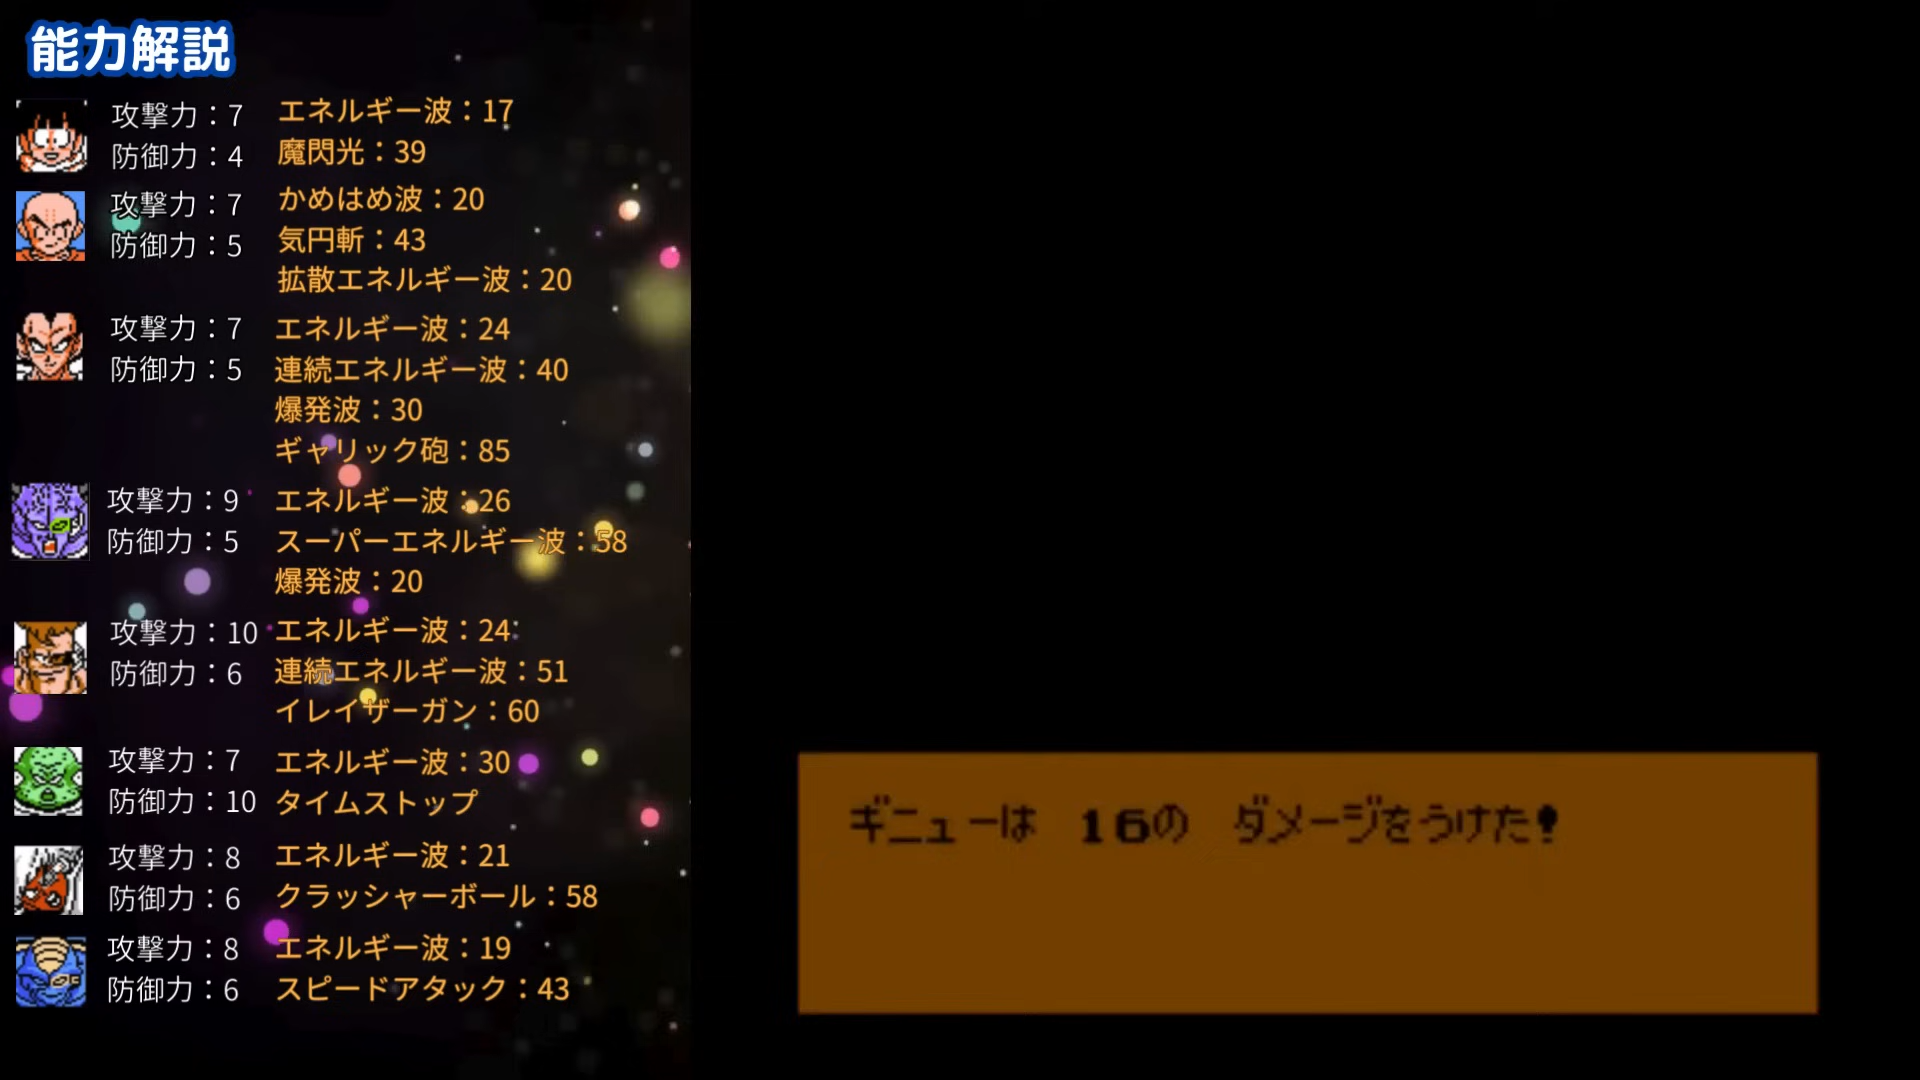 能力解説
攻撃力：7
防御力：4
エネルギー波：17
魔閃光：39
攻撃力：7
防御力：5
かめはめ波：20
気円斬：43
拡散エネルギー波：20
攻撃力：7
防御力：5
エネルギー波：24
連続エネルギー波：40
爆発波：30
ギャリック砲：85
攻撃力：9
防御力：5
エネルギー波：26
スーパーエネルギー波：58
爆発波：20
攻撃力：10
防御力：6
エネルギー波：24
連続エネルギー波：51
イレイザーガン：60
攻撃力：7
防御力：10
エネルギー波：30
タイムストップ
攻撃力：8
防御力：6
エネルギー波：21
クラッシャーボール：58
攻撃力：8
防御力：6
エネルギー波：19
スピードアタック：43
ギニューは 16の ダメージをうけた!